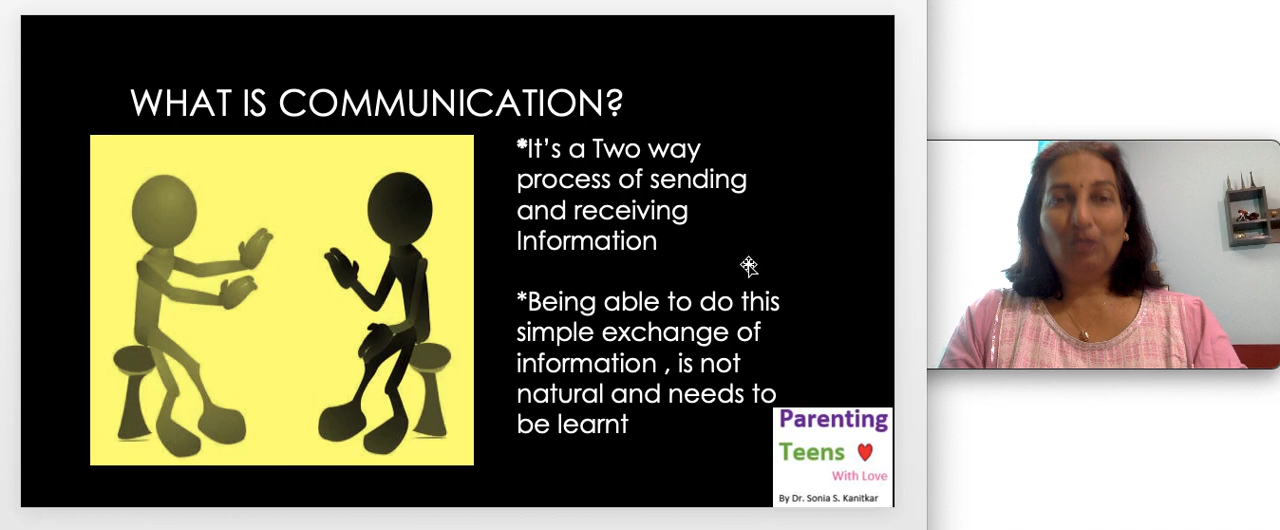 WHAT IS COMMUNICATION?
*It's a Two way
process of sending
and receiving
Information
*Being able to do this
simple exchange of
information , is not
natural and needs to
be learnt
Parenting
Teens
With Love
By Dr. Sonia S. Kanitkar